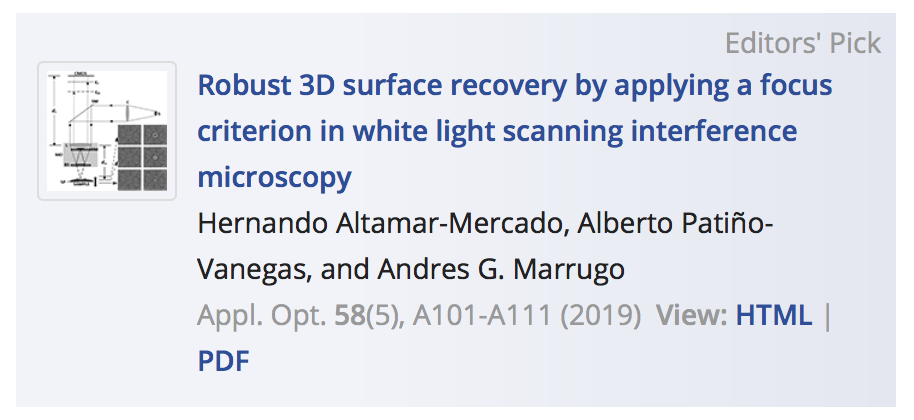 Editors' Pick
Robust 3D surface recovery by applying a focus
criterion in white light scanning interference
microscopy
Hernando Altamar-Mercado, Alberto Patiño-
Vanegas, and Andres G. Marrugo
Appl. Opt. 58(5), A101-A111 (2019) View: HTML |
PDF